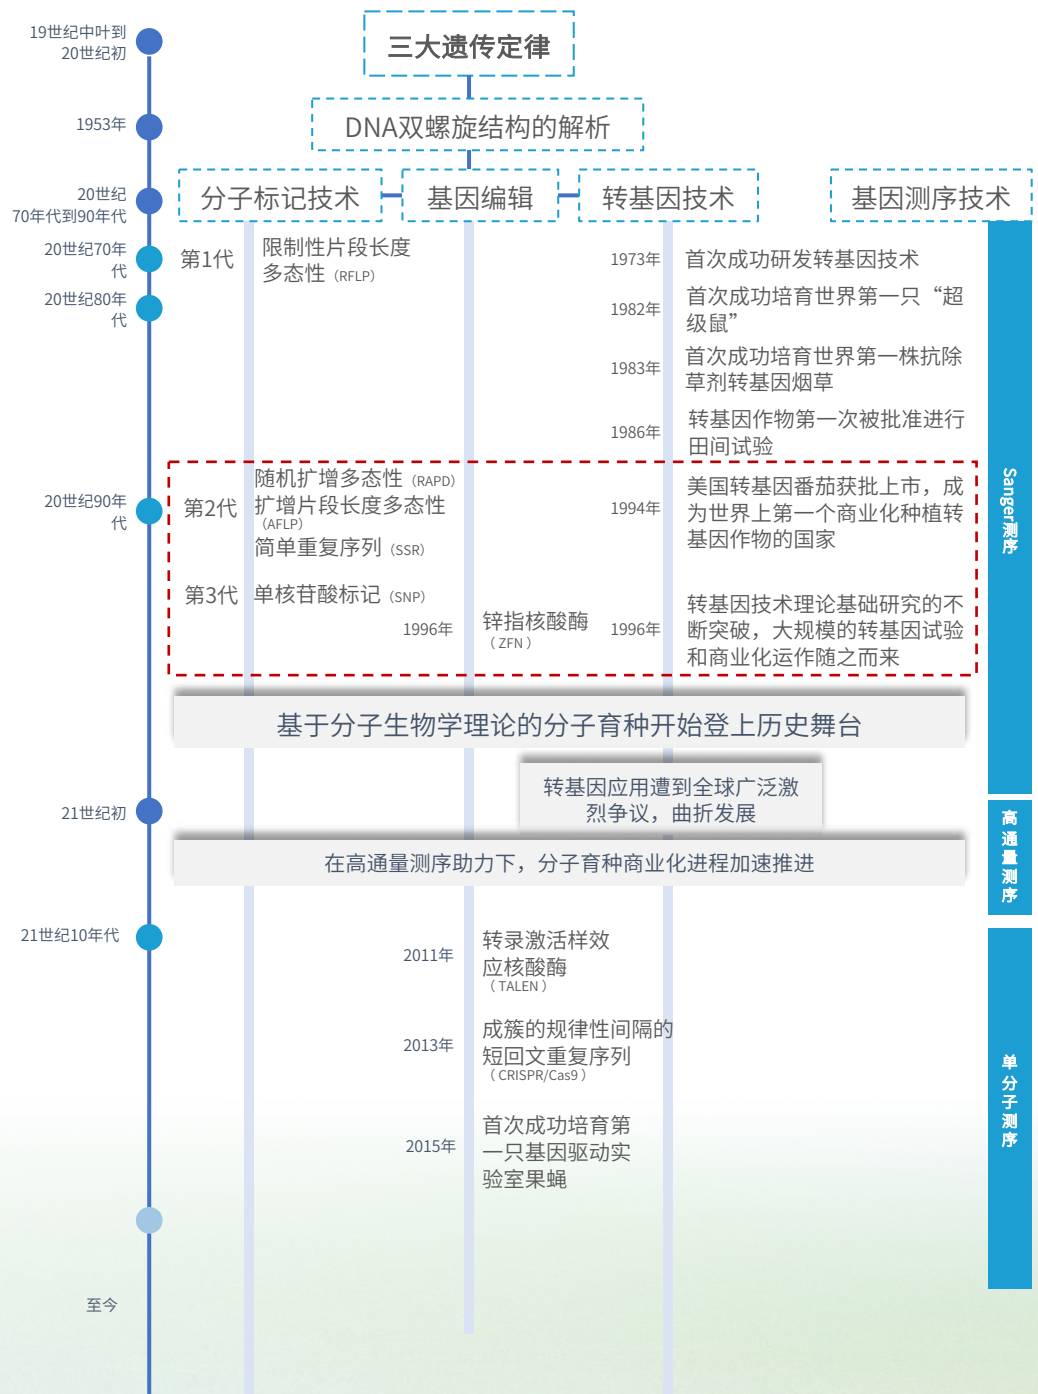 19世纪中叶到
20世纪初
三大遗传定律
1953年
DNA双螺旋结构的解析
20世纪
70年代到90年代
分子标记技术
基因编辑
转基因技术
基因测序技术
20世纪70年
代
第1代
限制性片段长度
多态性（RFLP）
1973年
首次成功研发转基因技术
20世纪80年
代
1982年
首次成功培育世界第一只“超
级鼠”
1983年
首次成功培育世界第一株抗除
草剂转基因烟草
1986年
转基因作物第一次被批准进行
田间试验
Sanger测序
20世纪90年
代
第2代
随机扩增多态性（RAPD）
扩增片段长度多态性
（AFLP）
简单重复序列（SSR）
1994年
美国转基因番茄获批上市，成
为世界上第一个商业化种植转
基因作物的国家
第3代
单核苷酸标记（SNP）
1996年
锌指核酸酶
（ZFN）
1996年
转基因技术理论基础研究的不
断突破，大规模的转基因试验
和商业化运作随之而来
基于分子生物学理论的分子育种开始登上历史舞台
21世纪初
转基因应用遭到全球广泛激
烈争议，曲折发展
高通量测序
在高通量测序助力下，分子育种商业化进程加速推进
21世纪10年代
2011年
转录激活样效
应核酸酶
（TALEN）
2013年
成簇的规律性间隔的
短回文重复序列
（CRISPR/Cas9）
单分子测序
2015年
首次成功培育第
一只基因驱动实
验室果蝇
至今